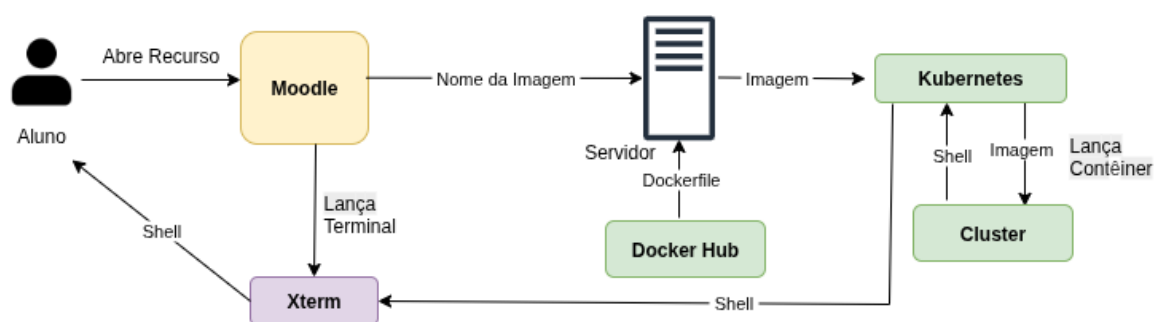 Abre Recurso
Moodle
Nome da Imagem
Imagem
Kubernetes
Aluno
Servidor
Dockerfile
Shell
Imagem
Lança
Contêiner
Lança
Terminal
Shell
Docker Hub
Cluster
Xterm
Shell